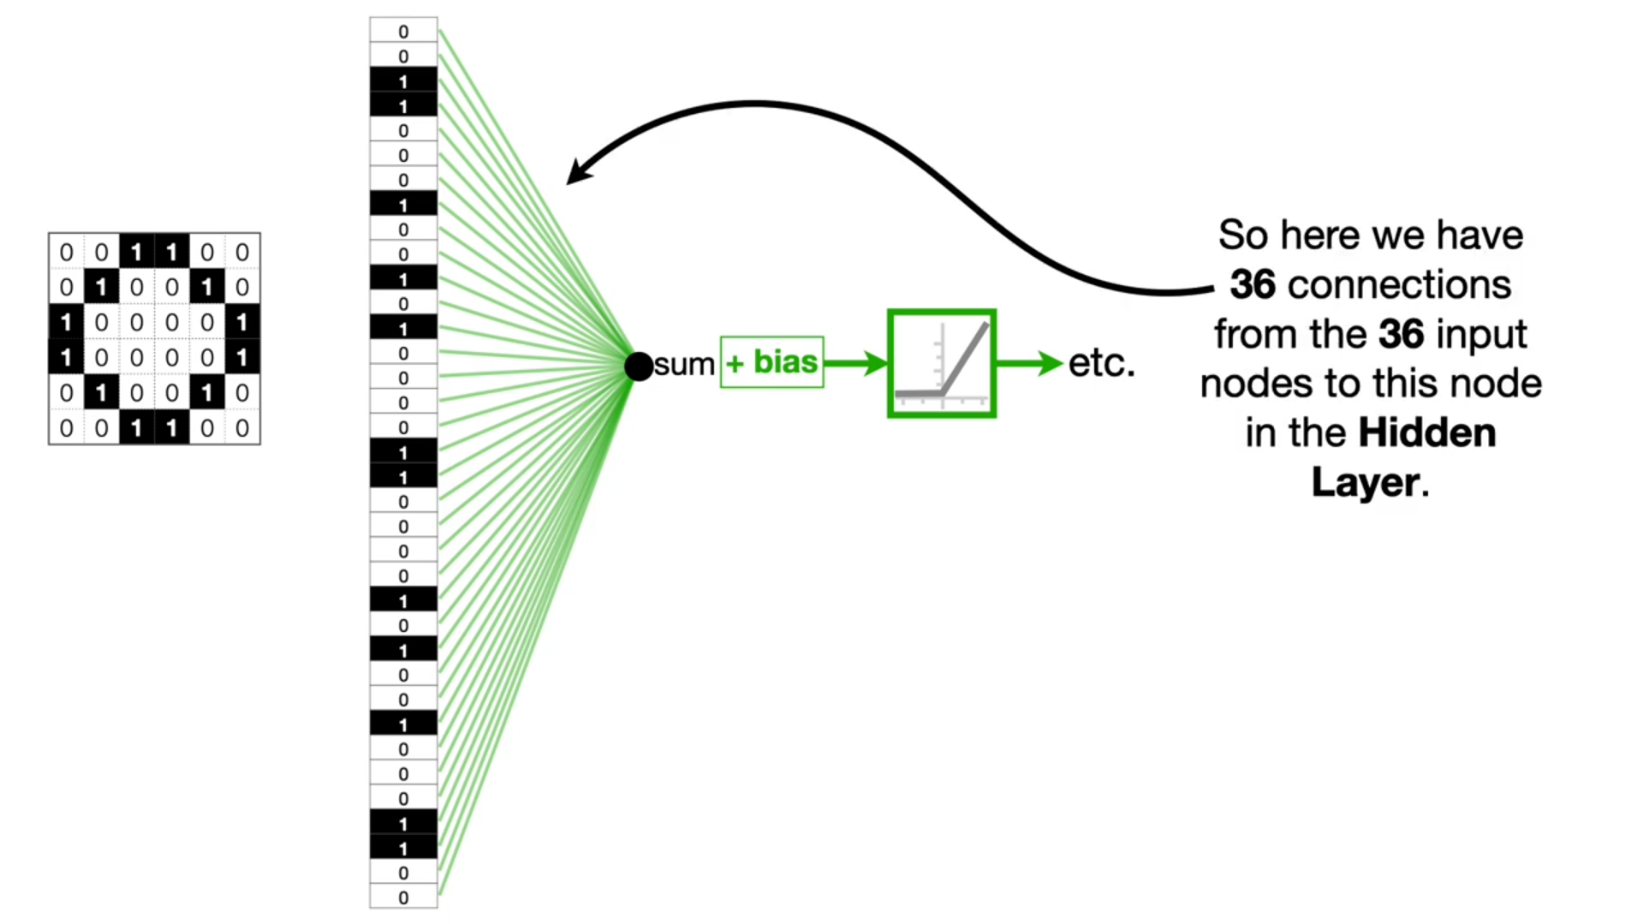 0 0 1 1 0 0
0 1 0 0 1 0
1 0 0 0 0 1
1 0 0 0 0 1
0 1 0 0 1 0
0 0 1 1 0 0
0
0
1
1
0
0
0
1
0
0
1
0
1
0
0
0
0
1
1
0
0
0
0
1
0
1
0
0
1
0
0
0
1
1
0
0
sum + bias etc.
So here we have
36 connections
from the 36 input
nodes to this node
in the Hidden
Layer.